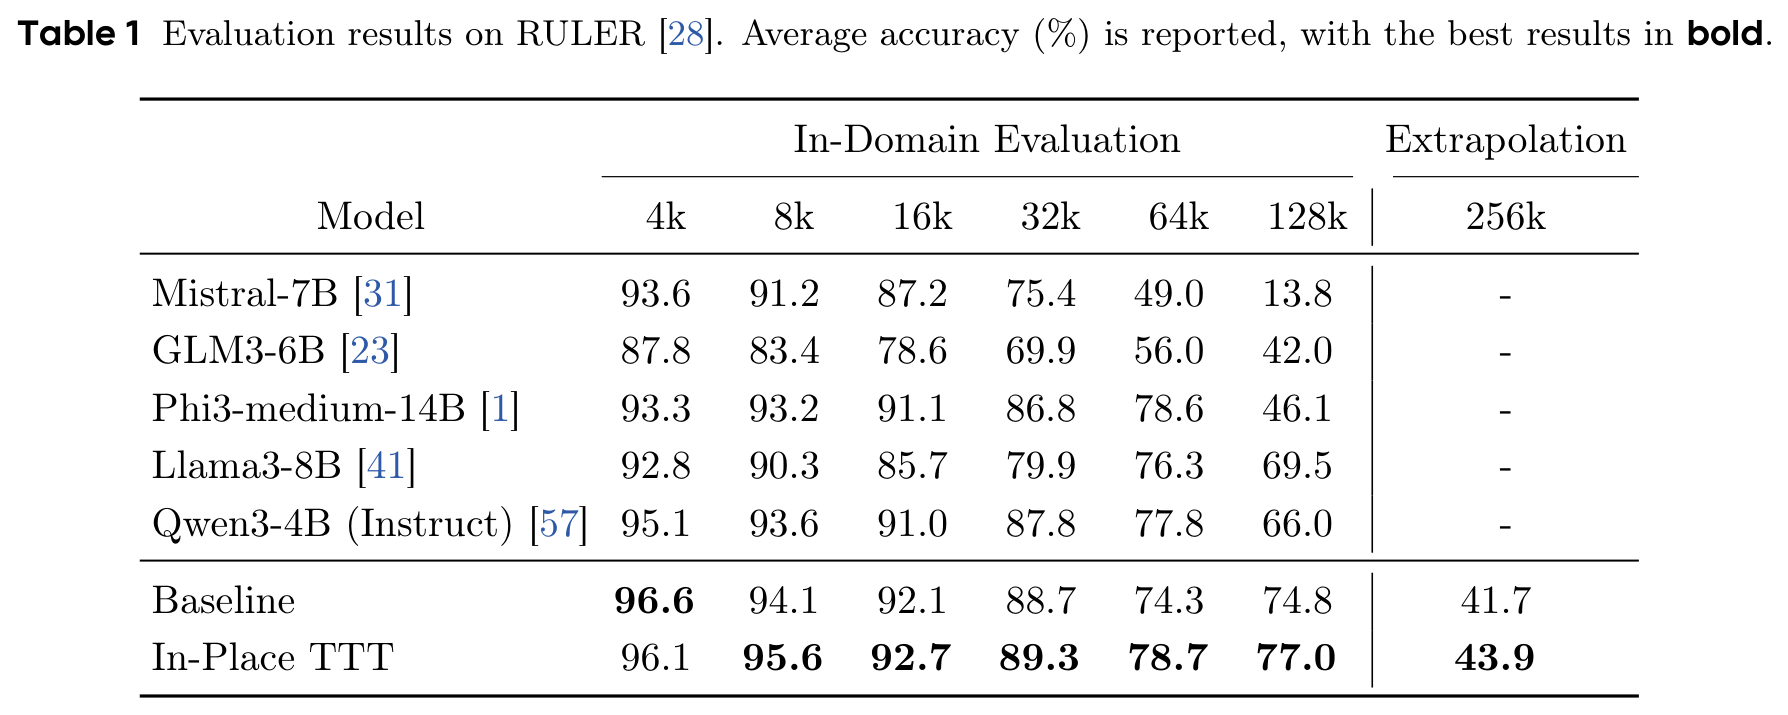 Table 1 Evaluation results on RULER [28]. Average accuracy (%) is reported, with the best results in bold.
In-Domain Evaluation Extrapolation
Model 4k 8k 16k 32k 64k 128k 256k
Mistral-7B [31] 93.6 91.2 87.2 75.4 49.0 13.8 -
GLM3-6B [23] 87.8 83.4 78.6 69.9 56.0 42.0 -
Phi3-medium-14B [1] 93.3 93.2 91.1 86.8 78.6 46.1 -
Llama3-8B [41] 92.8 90.3 85.7 79.9 76.3 69.5 -
Qwen3-4B (Instruct) [57] 95.1 93.6 91.0 87.8 77.8 66.0 -
Baseline 96.6 94.1 92.1 88.7 74.3 74.8 41.7
In-Place TTT 96.1 95.6 92.7 89.3 78.7 77.0 43.9